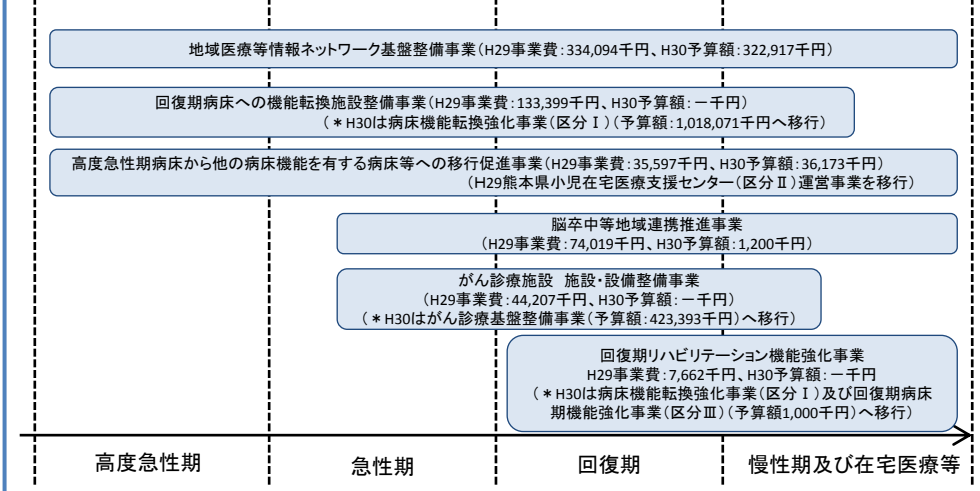 地域医療等情報ネットワーク基盤整備事業(H29事業費:334,094千円、H30予算額:322,917千円)
回復期病床への機能転換施設整備事業(H29事業費:133,399千円、H30予算額:―千円)
(*H30は病床機能転換強化事業(区分Ⅰ)(予算額:1,018,071千円へ移行)
高度急性期病床から他の病床機能を有する病床等への移行促進事業(H29事業費:35,597千円、H30予算額:36,173千円)
(H29熊本県小児在宅医療支援センター(区分Ⅱ)運営事業を移行)
脳卒中等地域連携推進事業
(H29事業費:74,019千円、H30予算額:1,200千円)
がん診療施設 施設・設備整備事業
(H29事業費:44,207千円、H30予算額:―千円)
(*H30はがん診療基盤整備事業(予算額:423,393千円)へ移行)
回復期リハビリテーション機能強化事業
H29事業費:7,662千円、H30予算額:―千円
(*H30は病床機能転換強化事業(区分Ⅰ)及び回復期病床
期機能強化事業(区分Ⅲ)(予算額1,000千円)へ移行)
高度急性期
急性期
回復期
慢性期及び在宅医療等